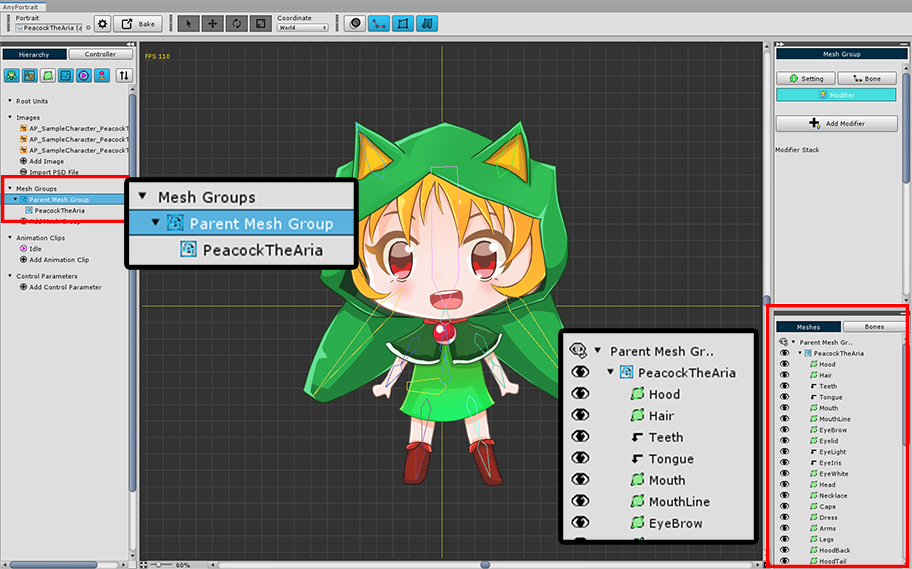 AnyPortrait
Portrait
PeacockTheAria (a
Bake
Coordinate
World
Hierarchy
Controller
Root Units
Images
AP_SampleCharacter_PeacockT
AP_SampleCharacter_PeacockT
AP_SampleCharacter_PeacockT
Add Image
Import PSD File
Mesh Groups
Parent Mesh Group
PeacockTheAria
Animation Clips
Idle
Add Animation Clip
Control Parameters
Add Control Parameter
FPS 110
Mesh Groups
Parent Mesh Group
PeacockTheAria
Parent Mesh Gr..
PeacockTheAria
Hood
Hair
Teeth
Tongue
Mouth
MouthLine
EyeBrow
60%
Mesh Group
Setting
Bone
Modifier
Add Modifier
Modifier Stack
Meshes
Bones
Parent Mesh Gr..
PeacockTheAria
Hood
Hair
Teeth
Tongue
Mouth
MouthLine
EyeBrow
Eyelid
EyeLight
EyeIris
EyeWhite
Head
Necklace
Cape
Dress
Arms
Legs
HoodBack
HoodTail